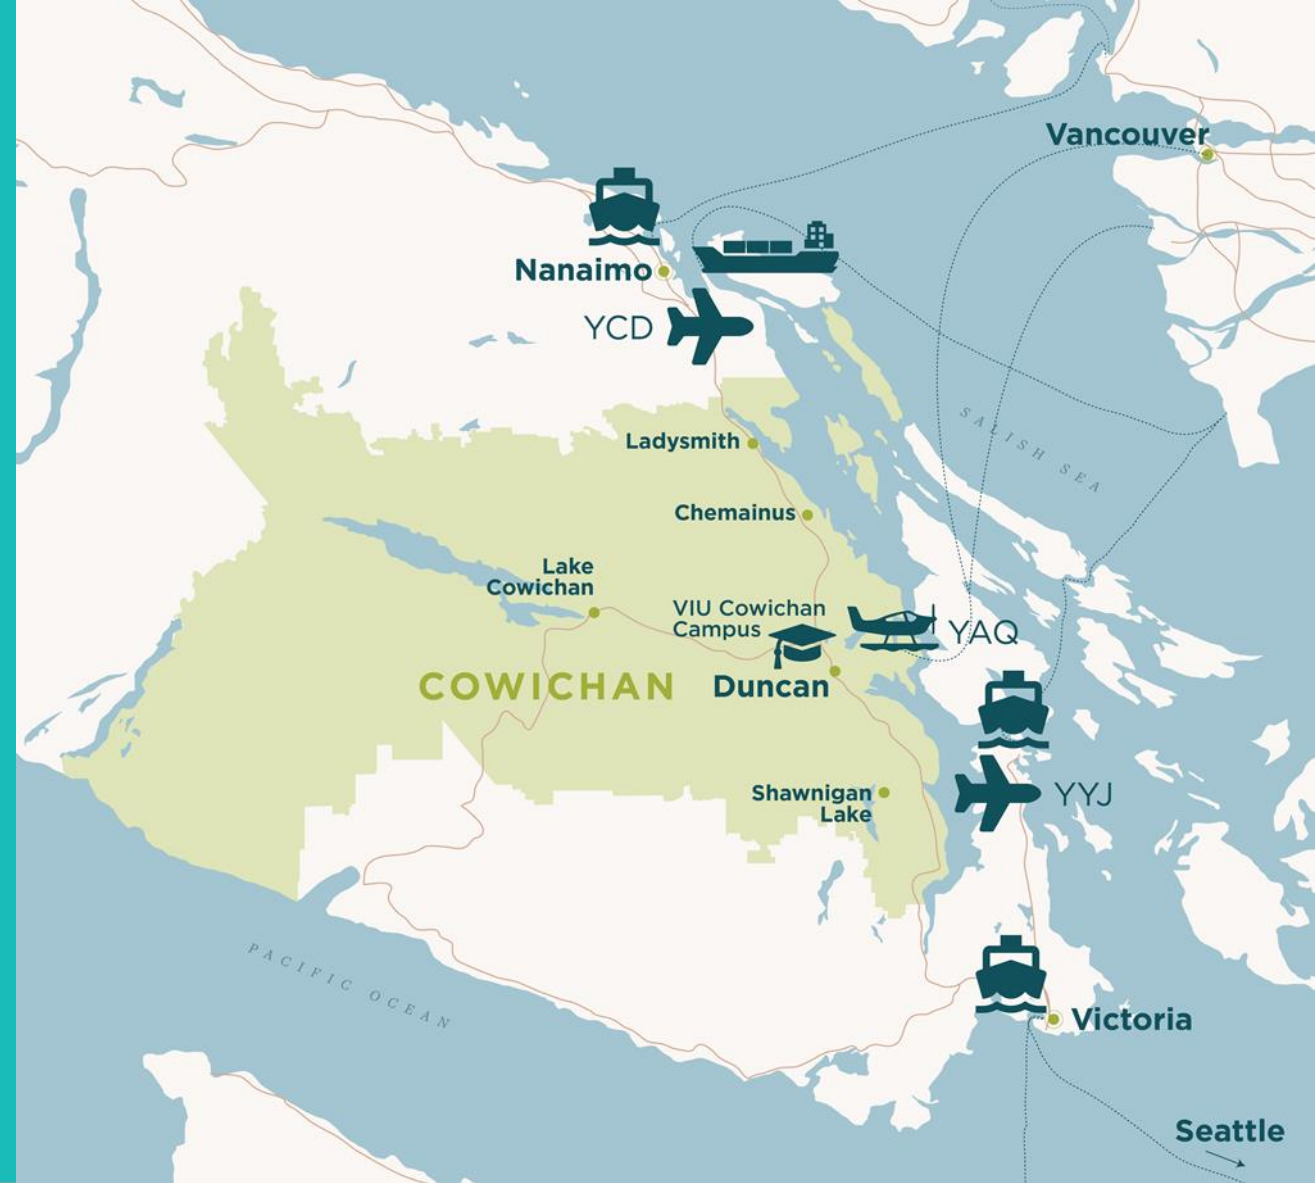 Vancouver
Nanaimo
YCD
SALISH SEA
Ladysmith
Chemainus
Lake
Cowichan
VIU Cowichan
Campus
YAQ
COWICHAN
Duncan
Shawnigan
Lake
YYJ
PACIFIC OCEAN
Victoria
Seattle